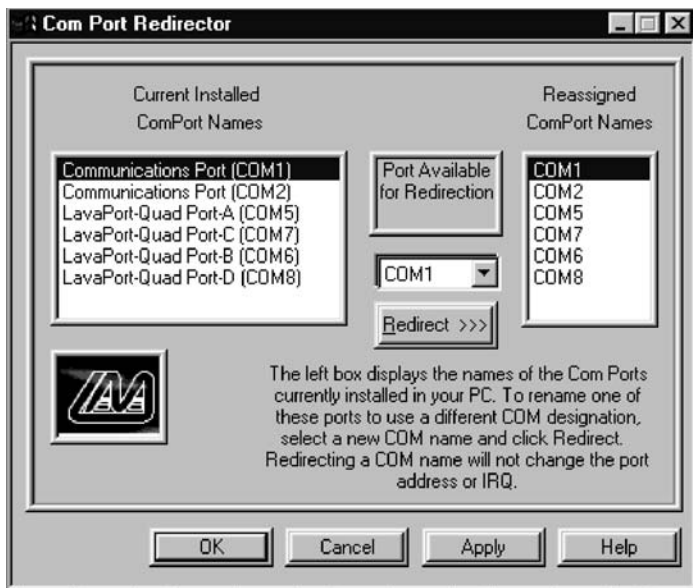 Com Port Redirector
Current Installed
ComPort Names
Reassigned
ComPort Names
Communications Port (COM1)
Communications Port (COM2)
LavaPort-Quad Port-A (COM5)
LavaPort-Quad Port-C (COM7)
LavaPort-Quad Port-B (COM6)
LavaPort-Quad Port-D (COM8)
Port Available
for Redirection
COM1
Redirect >>>
COM1
COM2
COM5
COM7
COM6
COM8
LAVA
The left box displays the names of the Com Ports
currently installed in your PC. To rename one of
these ports to use a different COM designation,
select a new COM name and click Redirect.
Redirecting a COM name will not change the port
address or IRQ.
OK
Cancel
Apply
Help